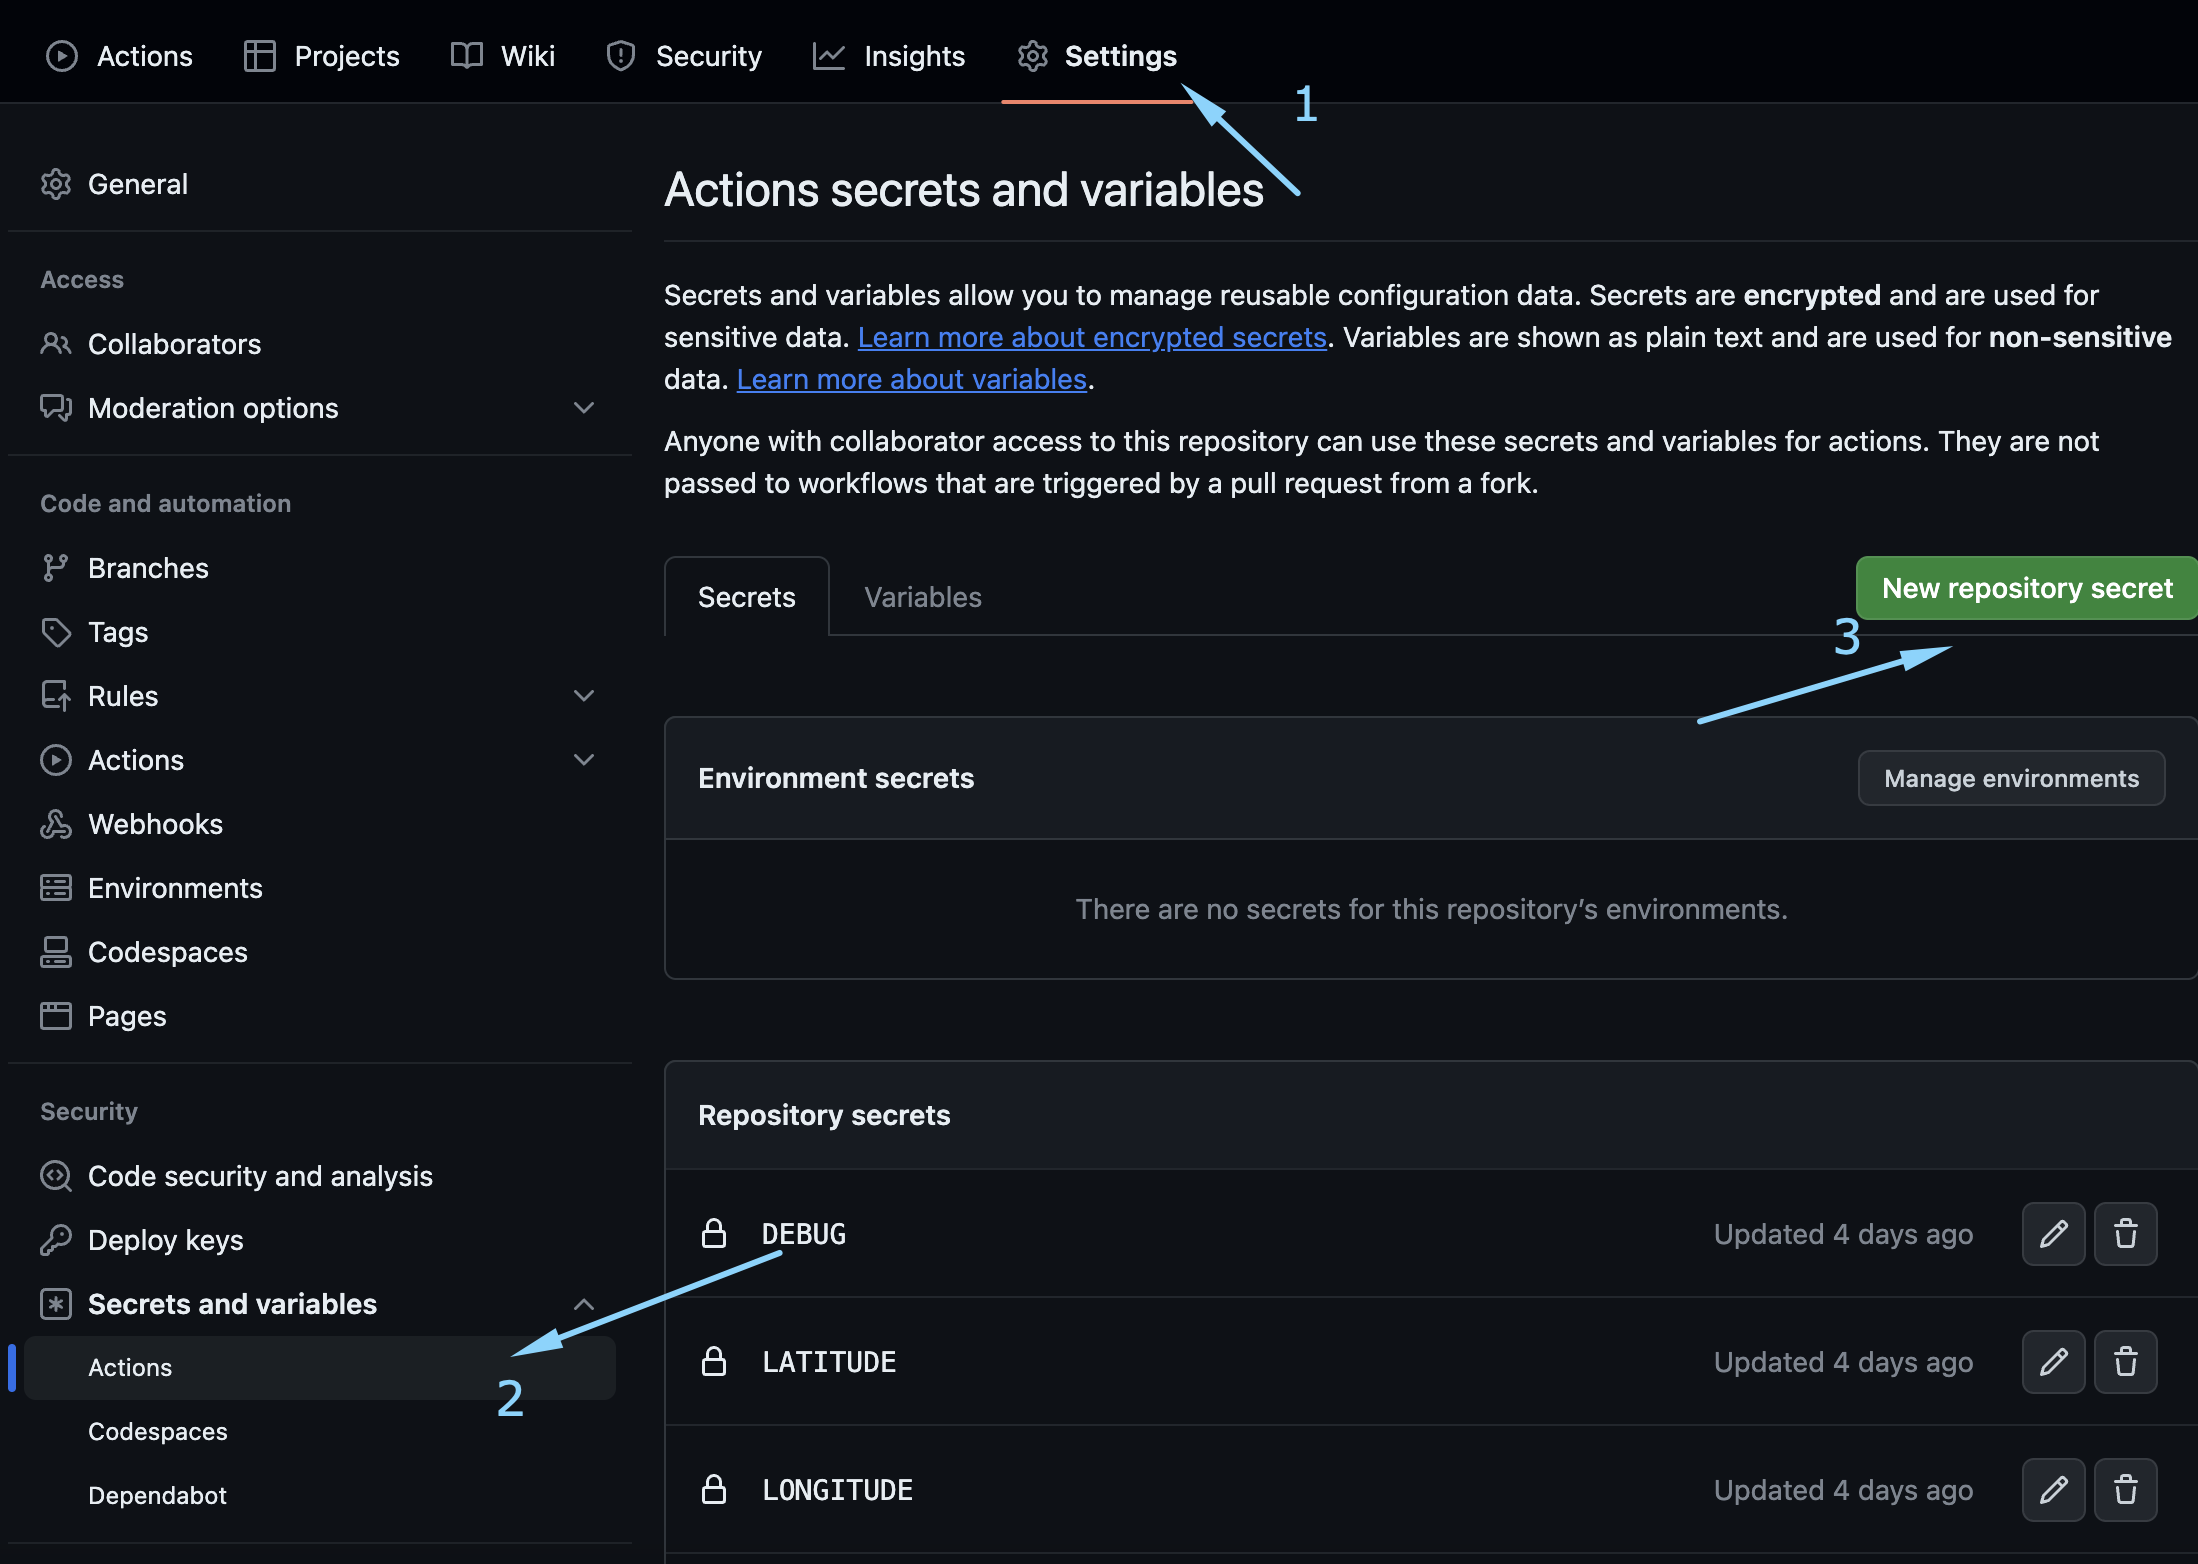 Actions Projects Wiki Security Insights Settings
1
General
Access
Collaborators
Moderation options
Code and automation
Branches
Tags
Rules
Actions
Webhooks
Environments
Codespaces
Pages
Security
Code security and analysis
Deploy keys
Secrets and variables
Actions
2
Codespaces
Dependabot
Actions secrets and variables
Secrets and variables allow you to manage reusable configuration data. Secrets are encrypted and are used for
sensitive data. Learn more about encrypted secrets. Variables are shown as plain text and are used for non-sensitive
data. Learn more about variables.
Anyone with collaborator access to this repository can use these secrets and variables for actions. They are not
passed to workflows that are triggered by a pull request from a fork.
Secrets Variables New repository secret
3
Environment secrets Manage environments
There are no secrets for this repository’s environments.
Repository secrets
DEBUG Updated 4 days ago
LATITUDE Updated 4 days ago
LONGITUDE Updated 4 days ago